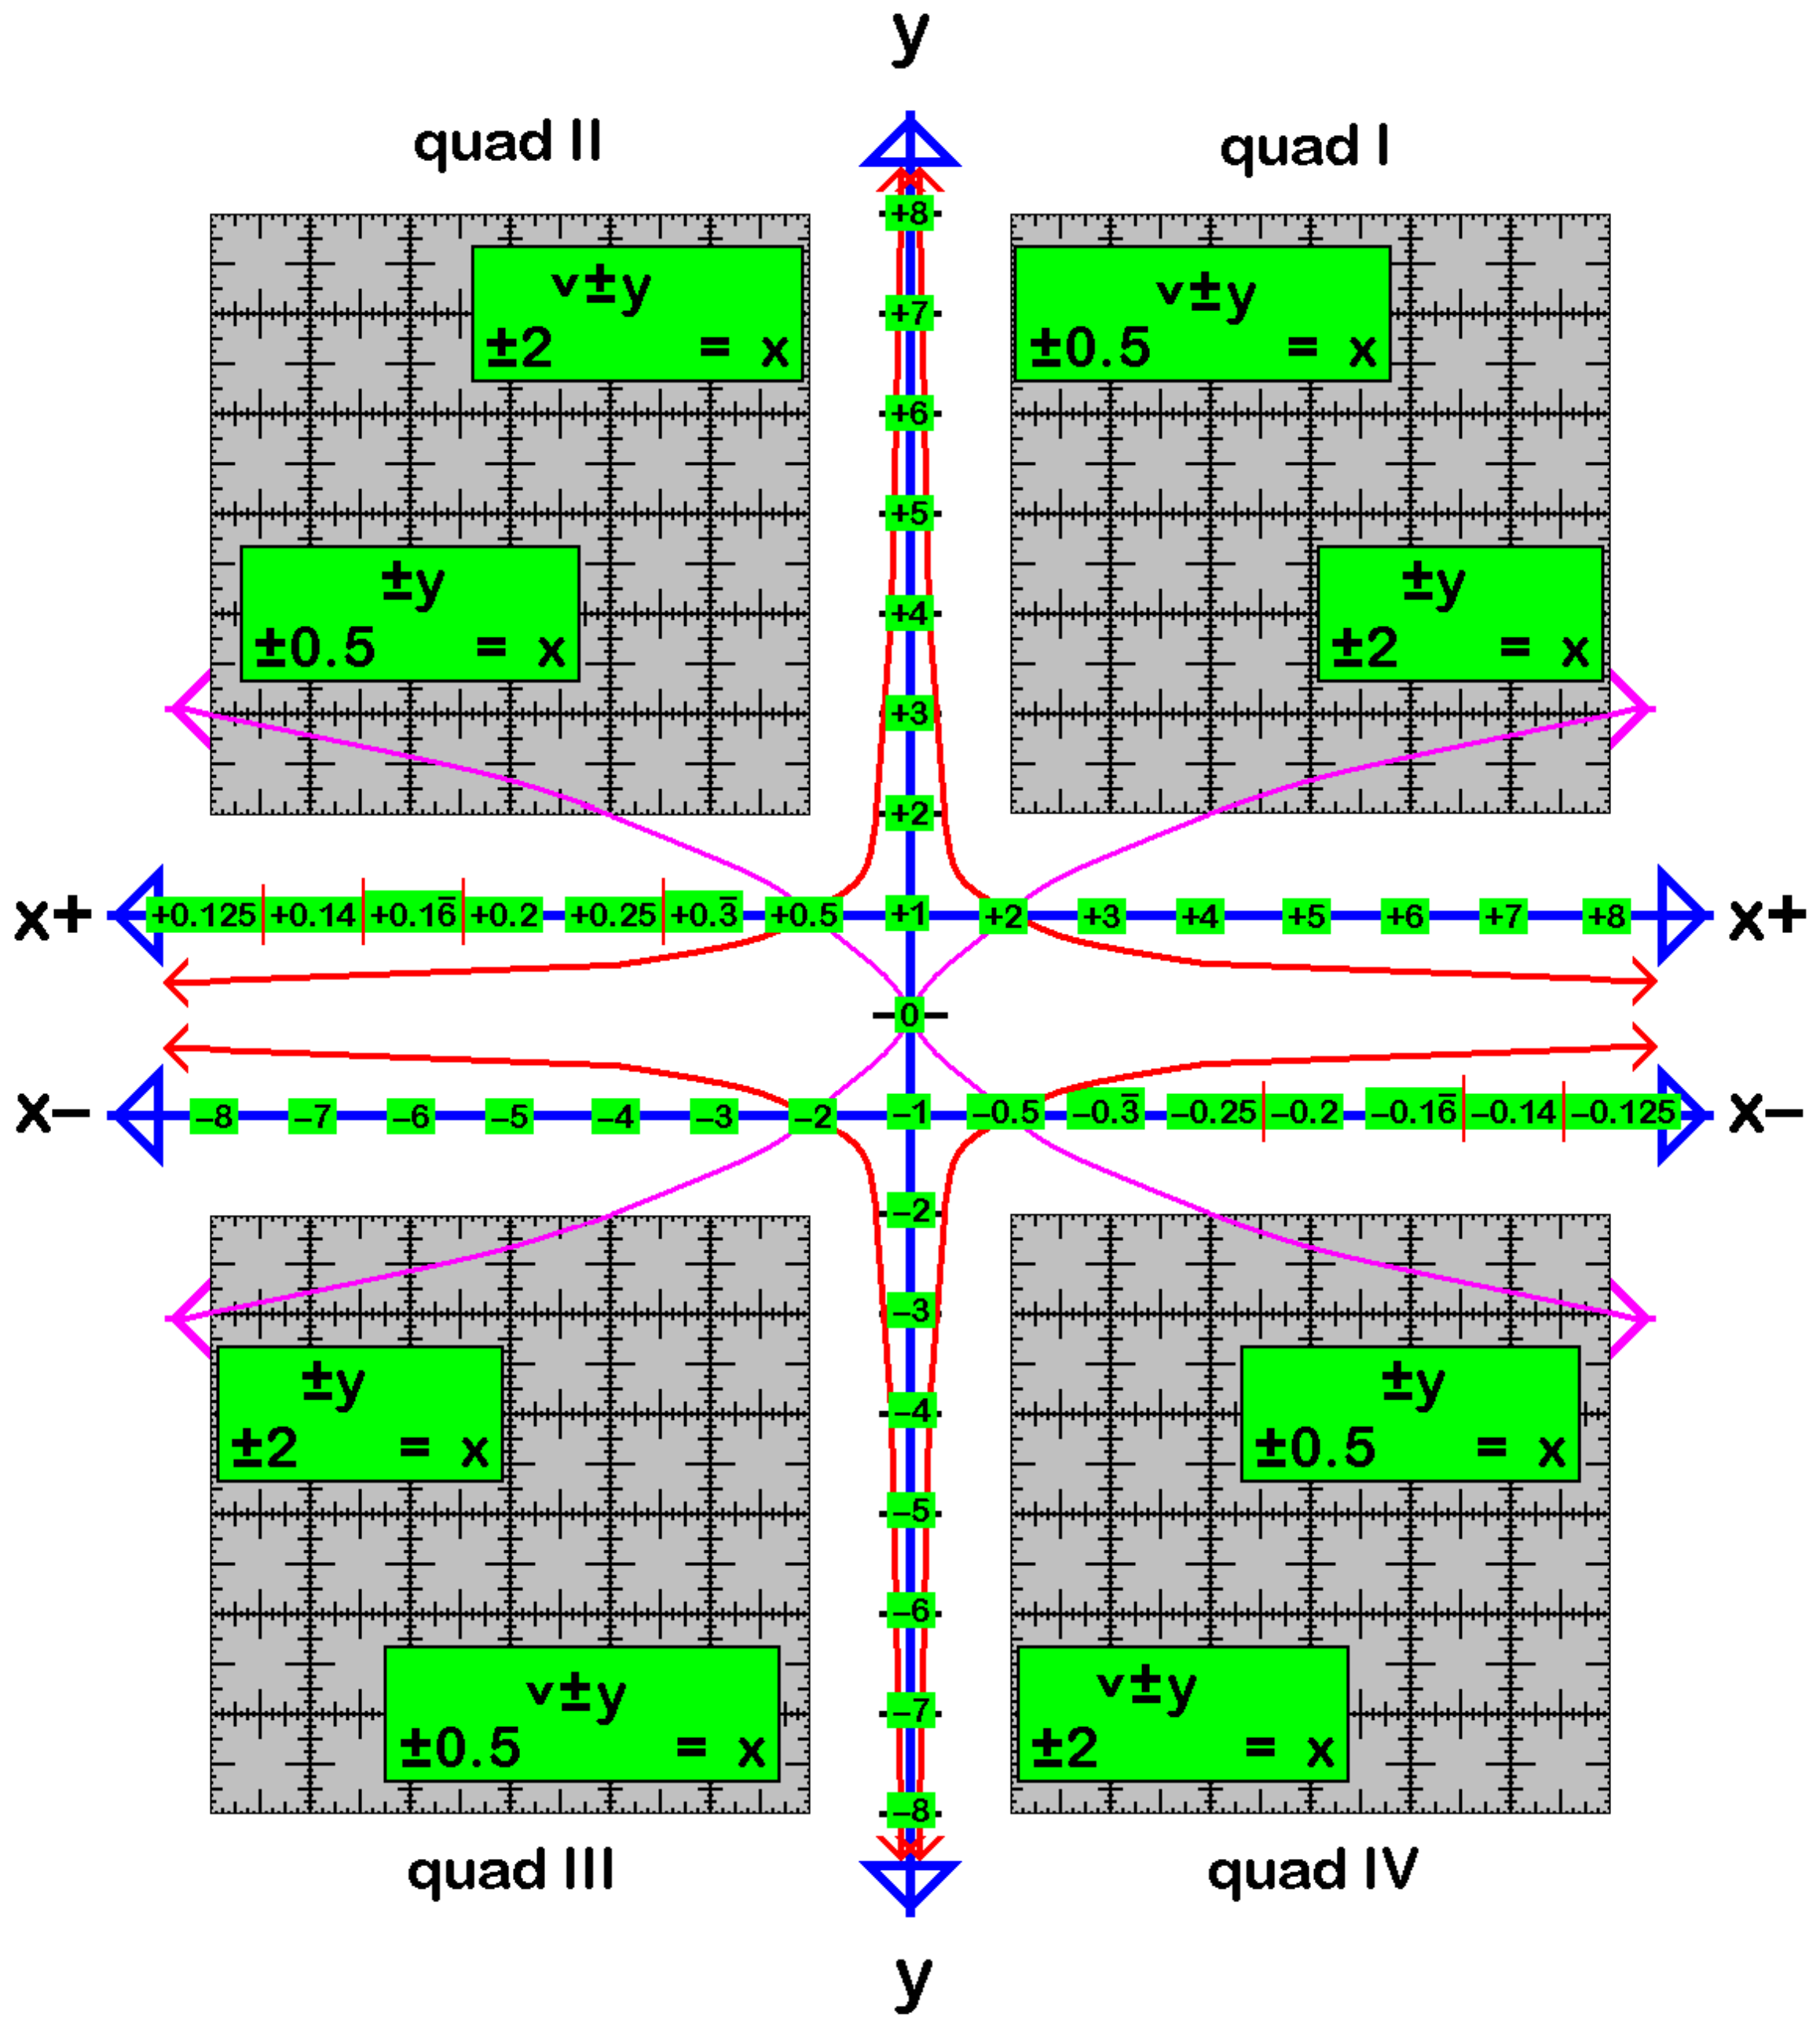 y
quad II
quad I
+8
v±y
±2 = x
v±y
±0.5 = x
+7
+6
+5
±y
±0.5 = x
±y
±2 = x
+4
+3
+2
x+ +0.125 +0.14 +0.16̅ +0.2 +0.25 +0.3̅ +0.5 +1 +2 +3 +4 +5 +6 +7 +8 x+
0
x– –8 –7 –6 –5 –4 –3 –2 –1 –0.5 –0.3̅ –0.25 –0.2 –0.16̅ –0.14 –0.125 x–
–2
–3
±y
±2 = x
±y
±0.5 = x
–4
–5
–6
v±y
±0.5 = x
v±y
±2 = x
–7
–8
quad III
quad IV
y